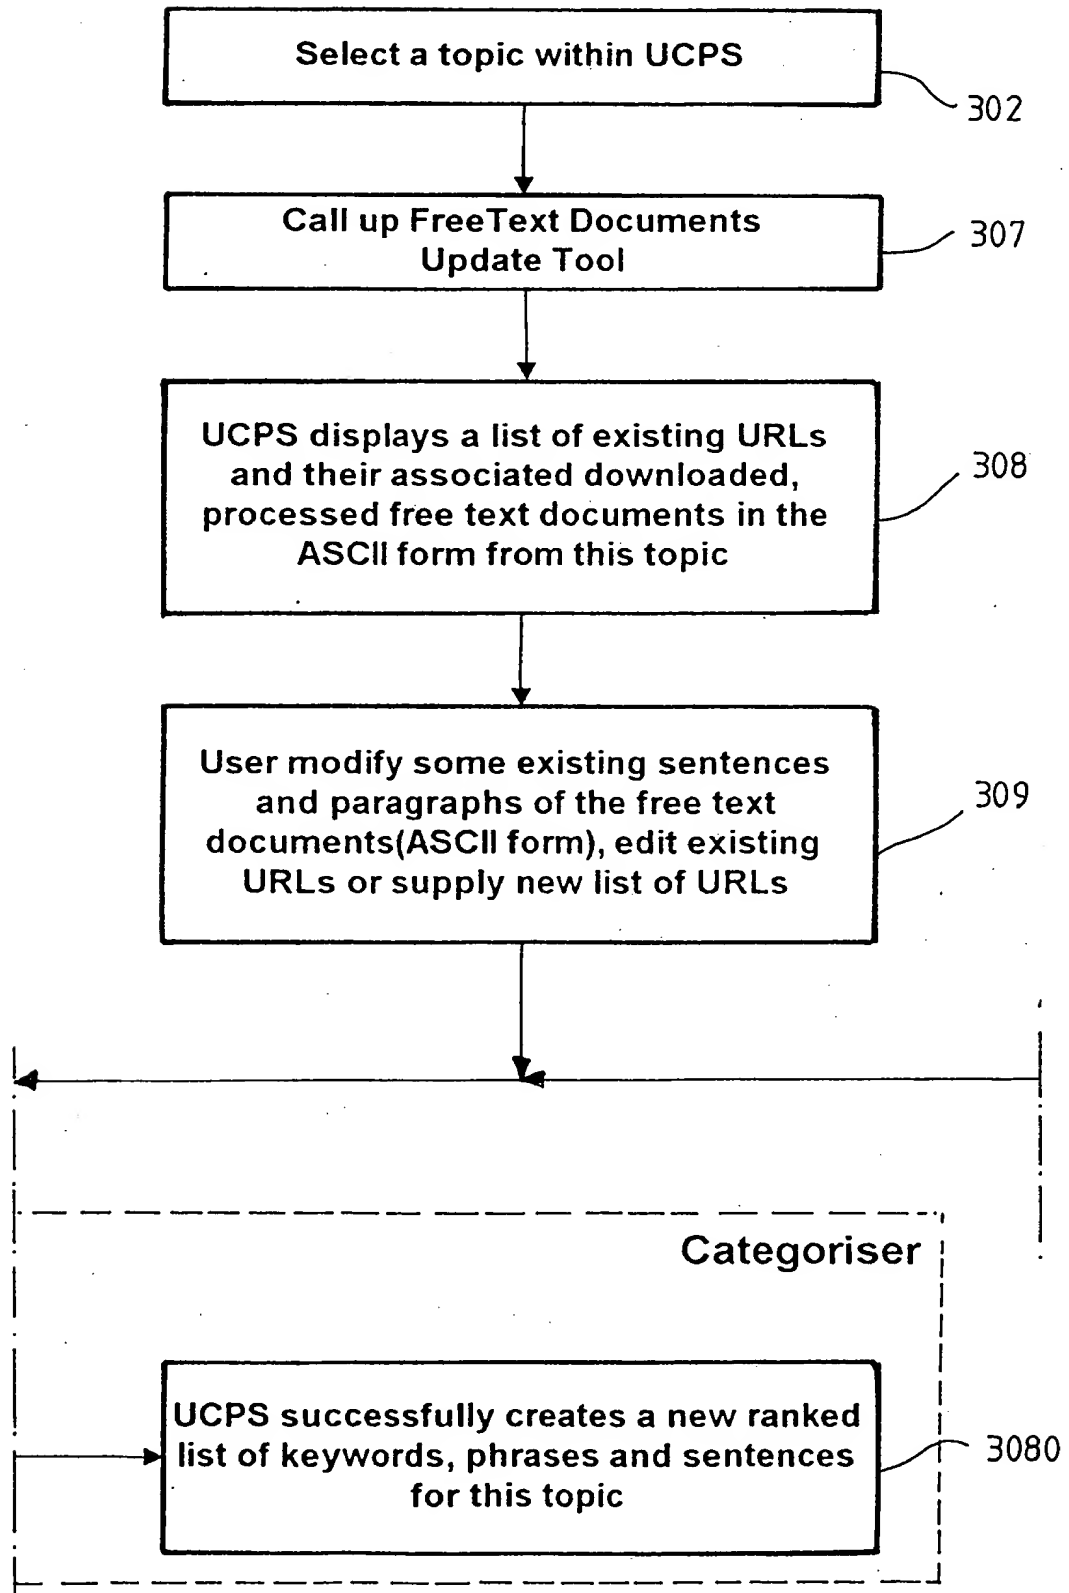 Select a topic within UCPS
302
Call up FreeText Documents
Update Tool
307
UCPS displays a list of existing URLs
and their associated downloaded,
processed free text documents in the
ASCII form from this topic
308
User modify some existing sentences
and paragraphs of the free text
documents(ASCII form), edit existing
URLs or supply new list of URLs
309
Categoriser
UCPS successfully creates a new ranked
list of keywords, phrases and sentences
for this topic
3080